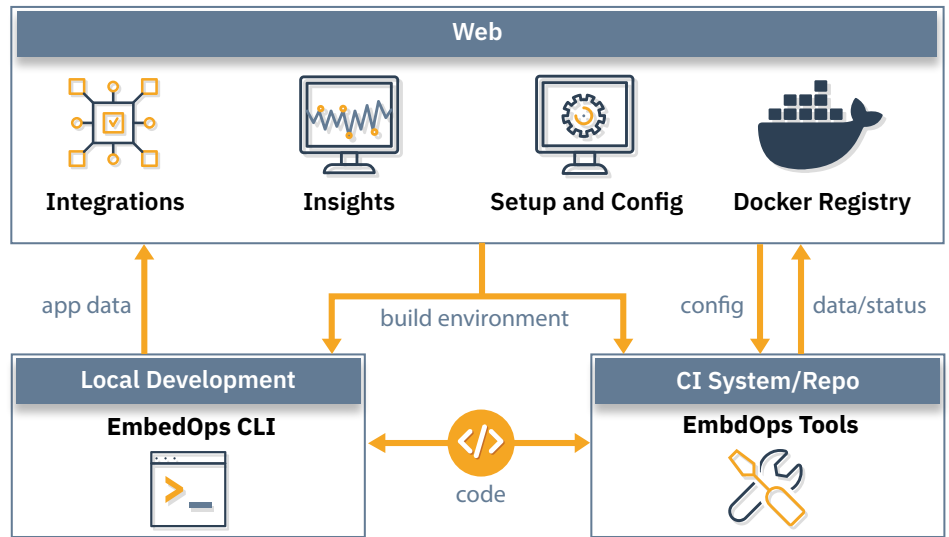 Web
Integrations
Insights
Setup and Config
Docker Registry
app data
build environment
config
data/status
Local Development
EmbedOps CLI
>_
</>
code
CI System/Repo
EmbdOps Tools